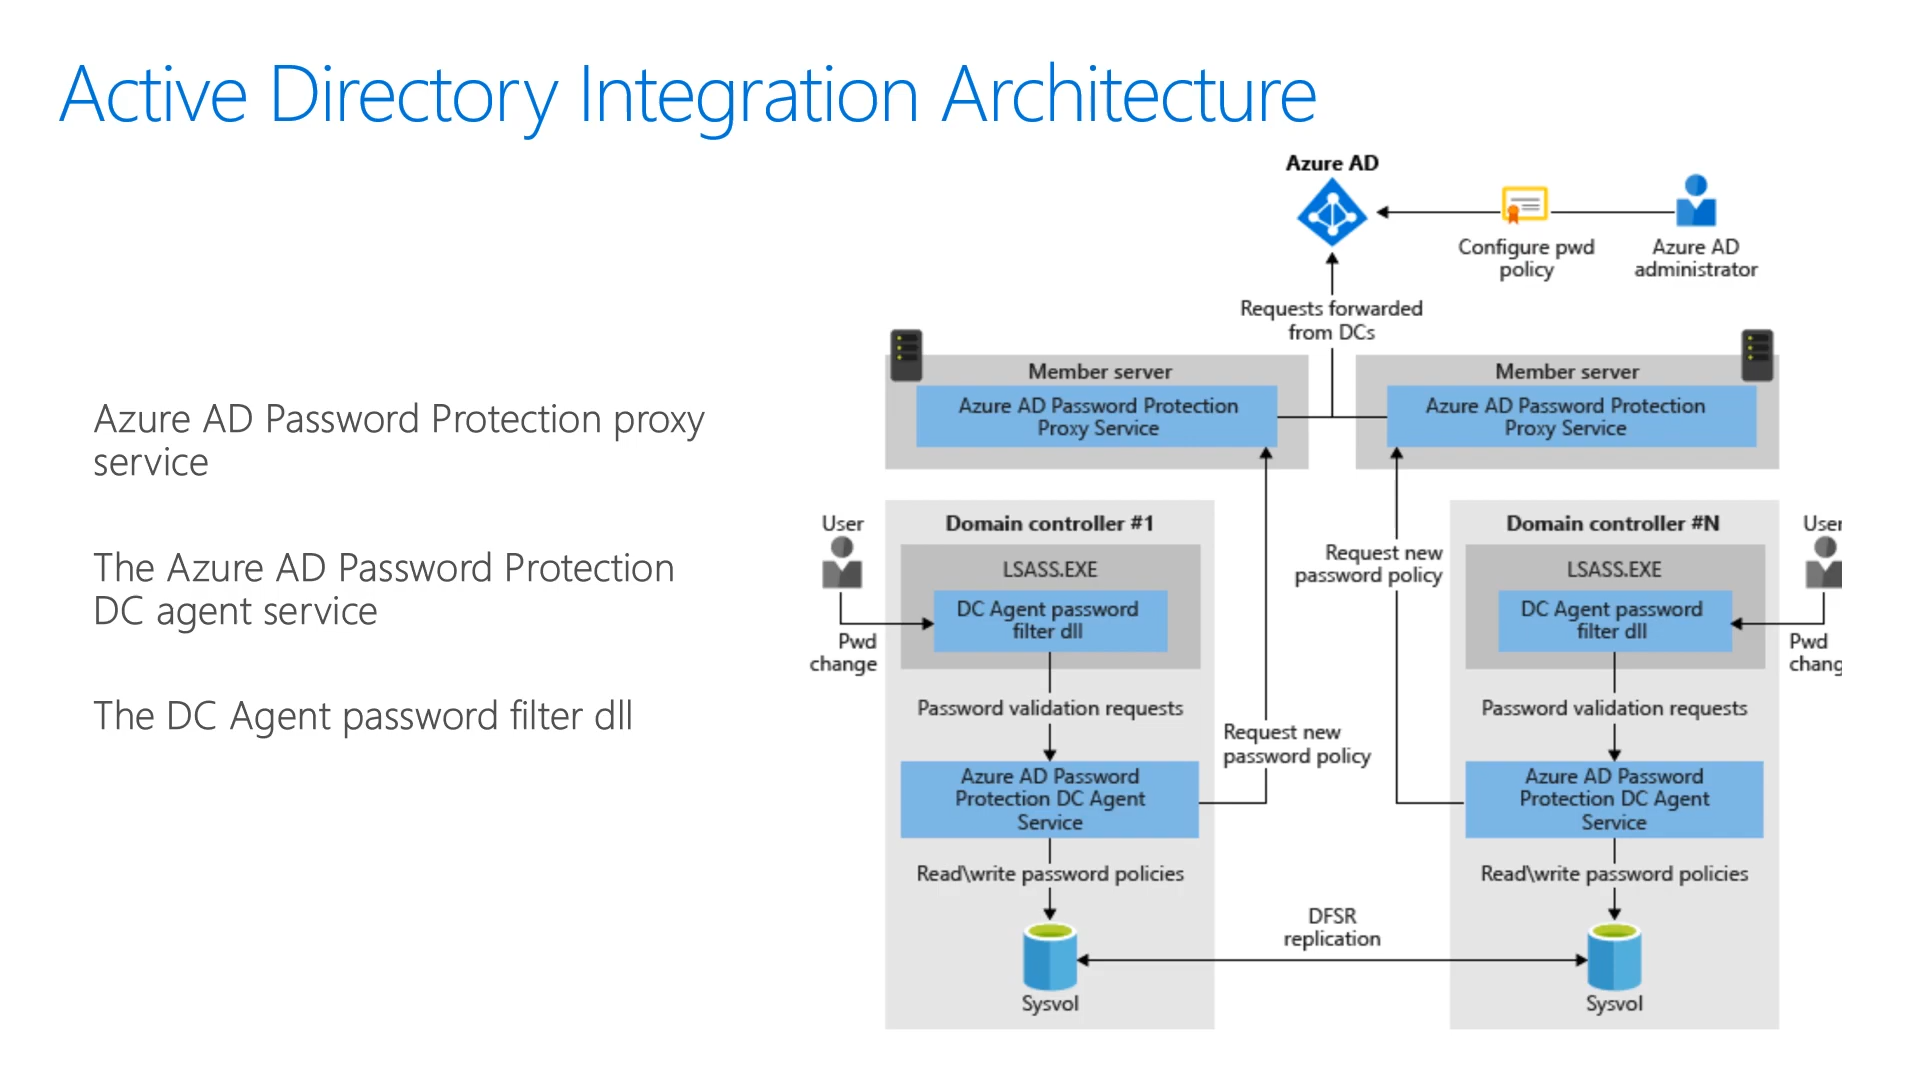 Active Directory Integration Architecture
Azure AD Password Protection proxy
service
The Azure AD Password Protection
DC agent service
The DC Agent password filter dll
Azure AD
Configure pwd
policy
Azure AD
administrator
Requests forwarded
from DCs
Member server
Azure AD Password Protection
Proxy Service
Member server
Azure AD Password Protection
Proxy Service
User
Pwd
change
Domain controller #1
LSASS.EXE
DC Agent password
filter dll
Password validation requests
Azure AD Password
Protection DC Agent
Service
Read\write password policies
Sysvol
Request new
password policy
Request new
password policy
DFSR
replication
Domain controller #N
LSASS.EXE
DC Agent password
filter dll
Password validation requests
Azure AD Password
Protection DC Agent
Service
Read\write password policies
Sysvol
User
Pwd
chang